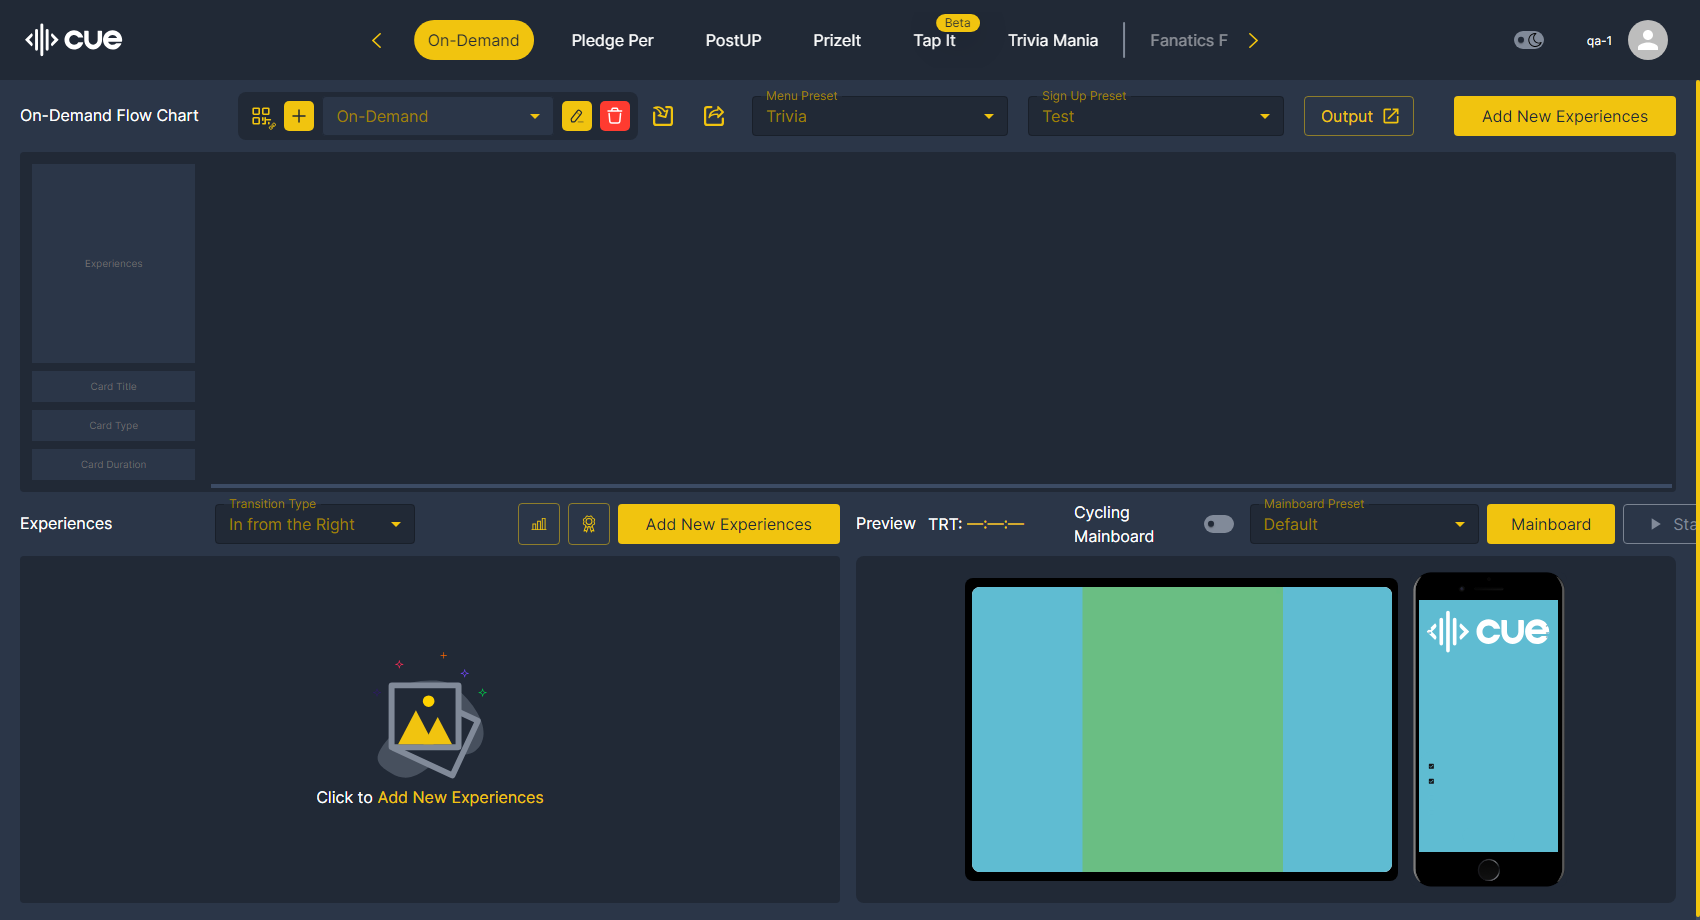 cue
On-Demand
Pledge Per
PostUP
PrizeIt
Beta
Tap It
Trivia Mania
Fanatics F
qa-1
On-Demand Flow Chart
On-Demand
Menu Preset
Trivia
Sign Up Preset
Test
Output
Add New Experiences
Experiences
Card Title
Card Type
Card Duration
Experiences
Transition Type
In from the Right
Add New Experiences
Preview
TRT: —:—:—
Cycling
Mainboard
Mainboard Preset
Default
Mainboard
Sta
Click to Add New Experiences
cue